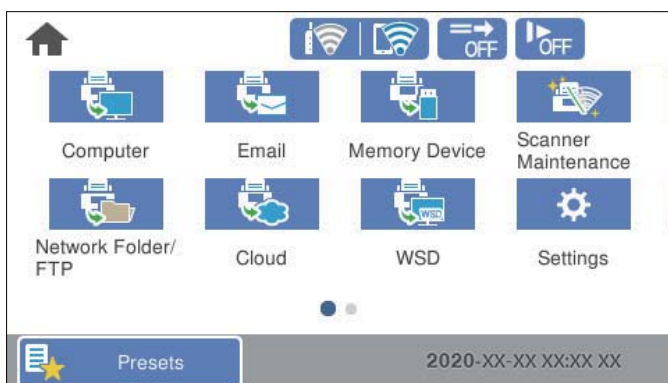 OFF
OFF
Computer
Email
Memory Device
Scanner
Maintenance
Network Folder/
FTP
Cloud
WSD
WSD
Settings
Presets
2020-XX-XX XX:XX XX